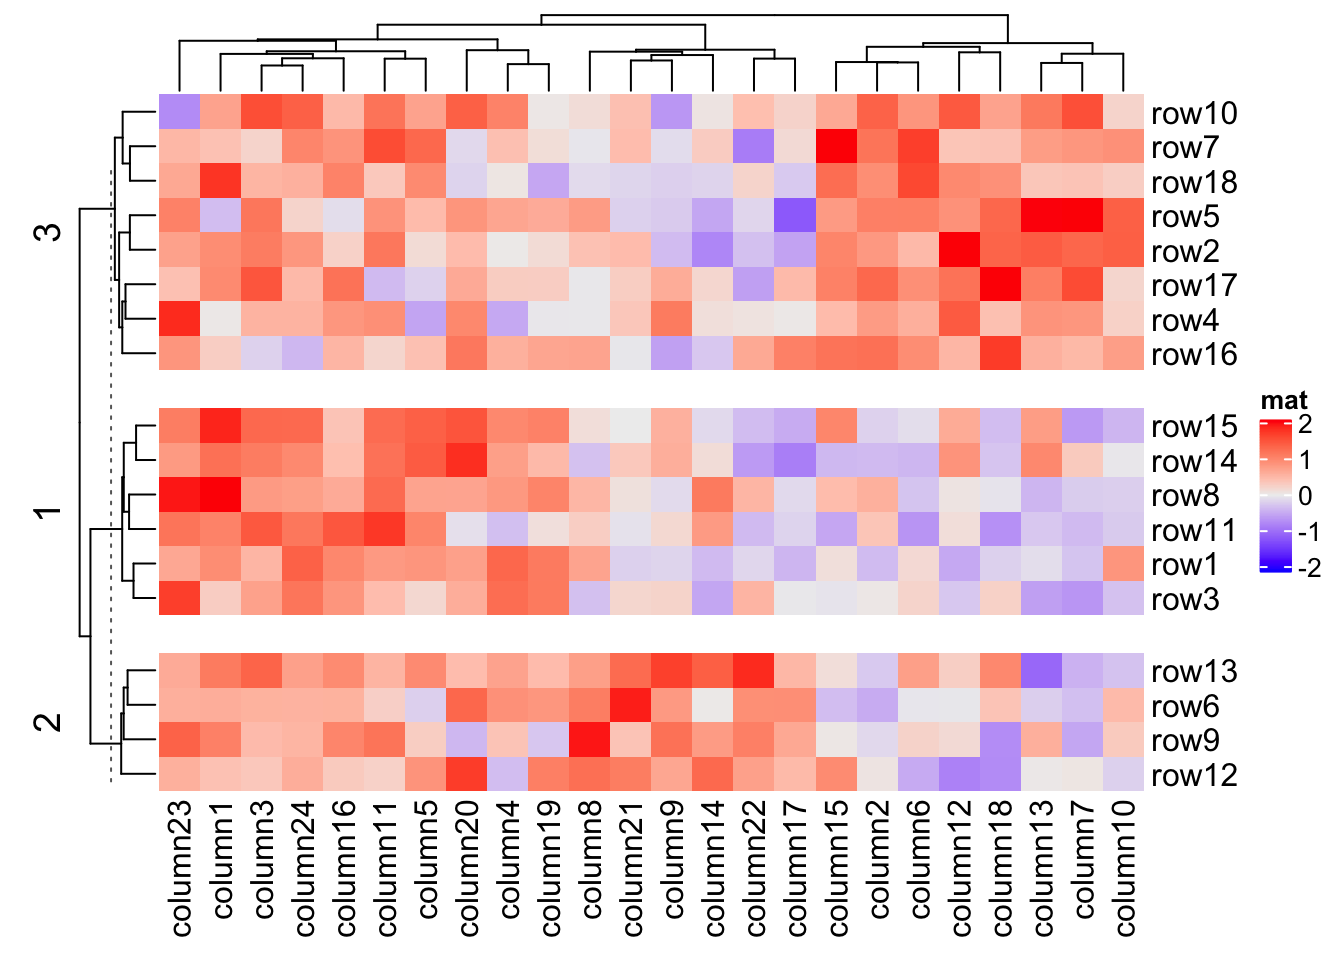 3
row10
row7
row18
row5
row2
row17
row4
row16
1
row15
row14
row8
row11
row1
row3
2
row13
row6
row9
row12
column23
column1
column3
column24
column16
column11
column5
column20
column4
column19
column8
column21
column9
column14
column22
column17
column15
column2
column6
column12
column18
column13
column7
column10
mat
2
1
0
-1
-2